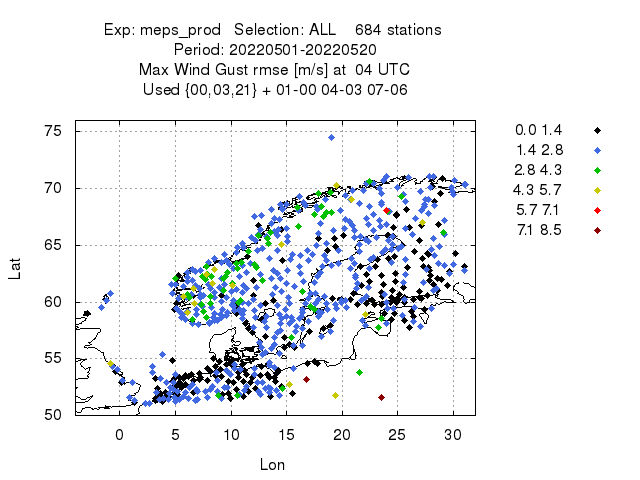 Exp: meps_prod Selection: ALL 684 stations
Period: 20220501-20220520
Max Wind Gust rmse [m/s] at 04 UTC
Used {00,03,21} + 01-00 04-03 07-06
0.0 1.4
1.4 2.8
2.8 4.3
4.3 5.7
5.7 7.1
7.1 8.5
75
70
65
60
55
50
Lat
0 5 10 15 20 25 30
Lon